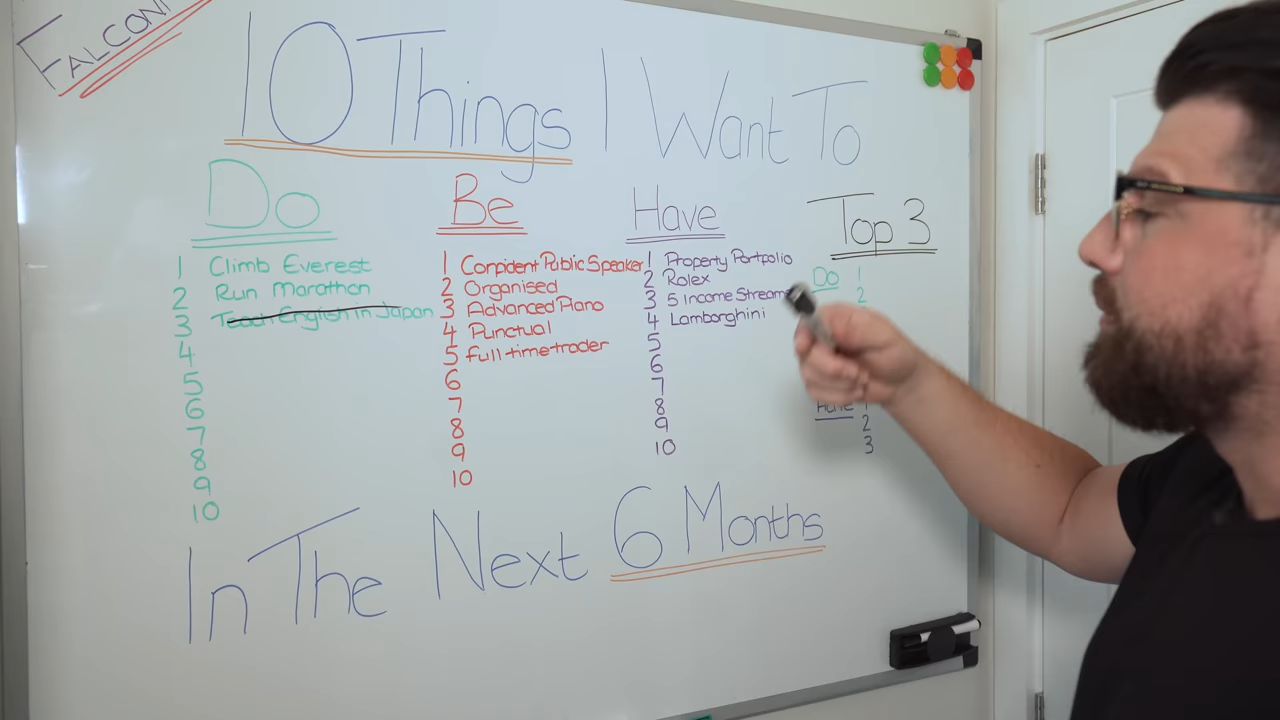 FALCON
10 Things I Want To
Do
1 Climb Everest
2 Run Marathon
3 Teach English in Japan
4
5
6
7
8
9
10
Be
1 Confident Public Speaker
2 Organised
3 Advanced Piano
4 Punctual
5 full time trader
6
7
8
9
10
Have
1 Property Portfolio
2 Rolex
3 5 Income Streams
4 Lamborghini
5
6
7
8
9
10
Top 3
Do 1
2
Have 1
2
3
In The Next 6 Months